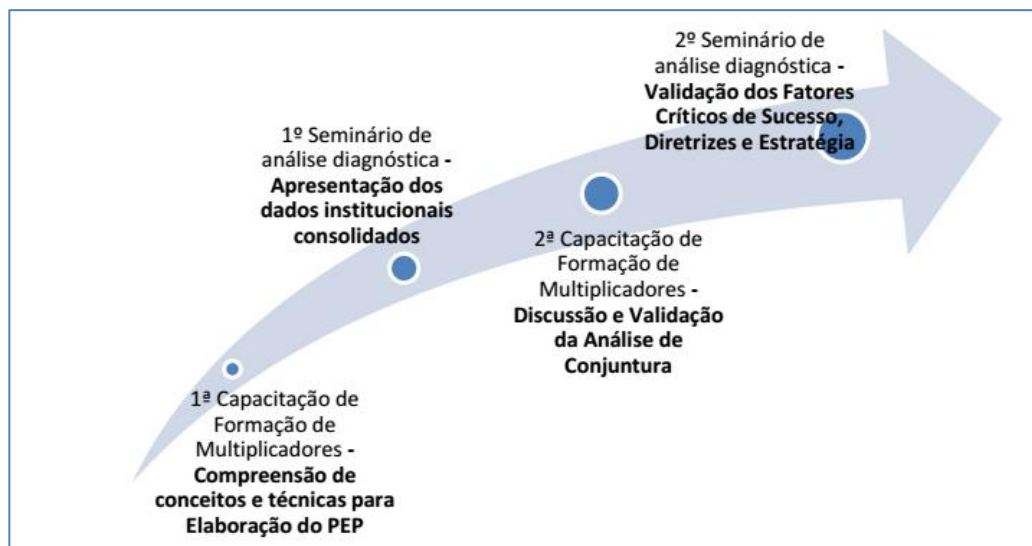 1ª Capacitação de
Formação de
Multiplicadores -
Compreensão de
conceitos e técnicas para
Elaboração do PEP
1º Seminário de
análise diagnóstica -
Apresentação dos
dados institucionais
consolidados
2ª Capacitação de
Formação de
Multiplicadores -
Discussão e Validação
da Análise de
Conjuntura
2º Seminário de
análise diagnóstica -
Validação dos Fatores
Críticos de Sucesso,
Diretrizes e Estratégia